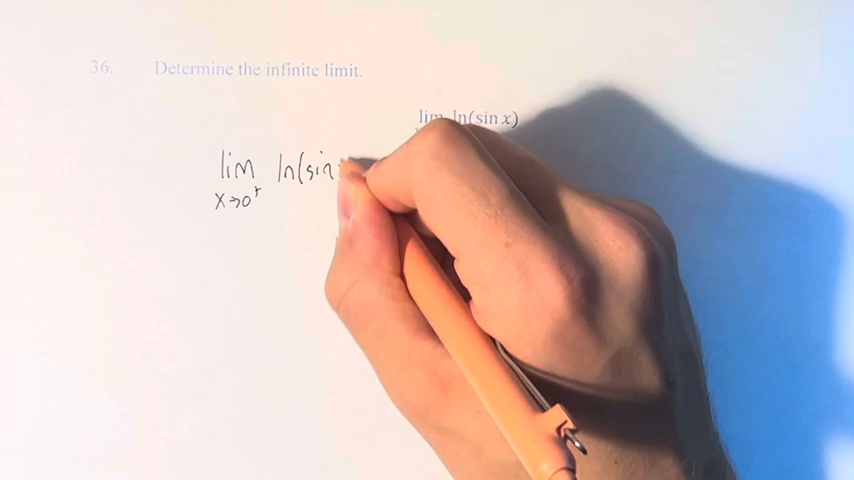 36. Determine the infinite limit.
lim ln(sin x)
lim ln(sin
x→0⁺